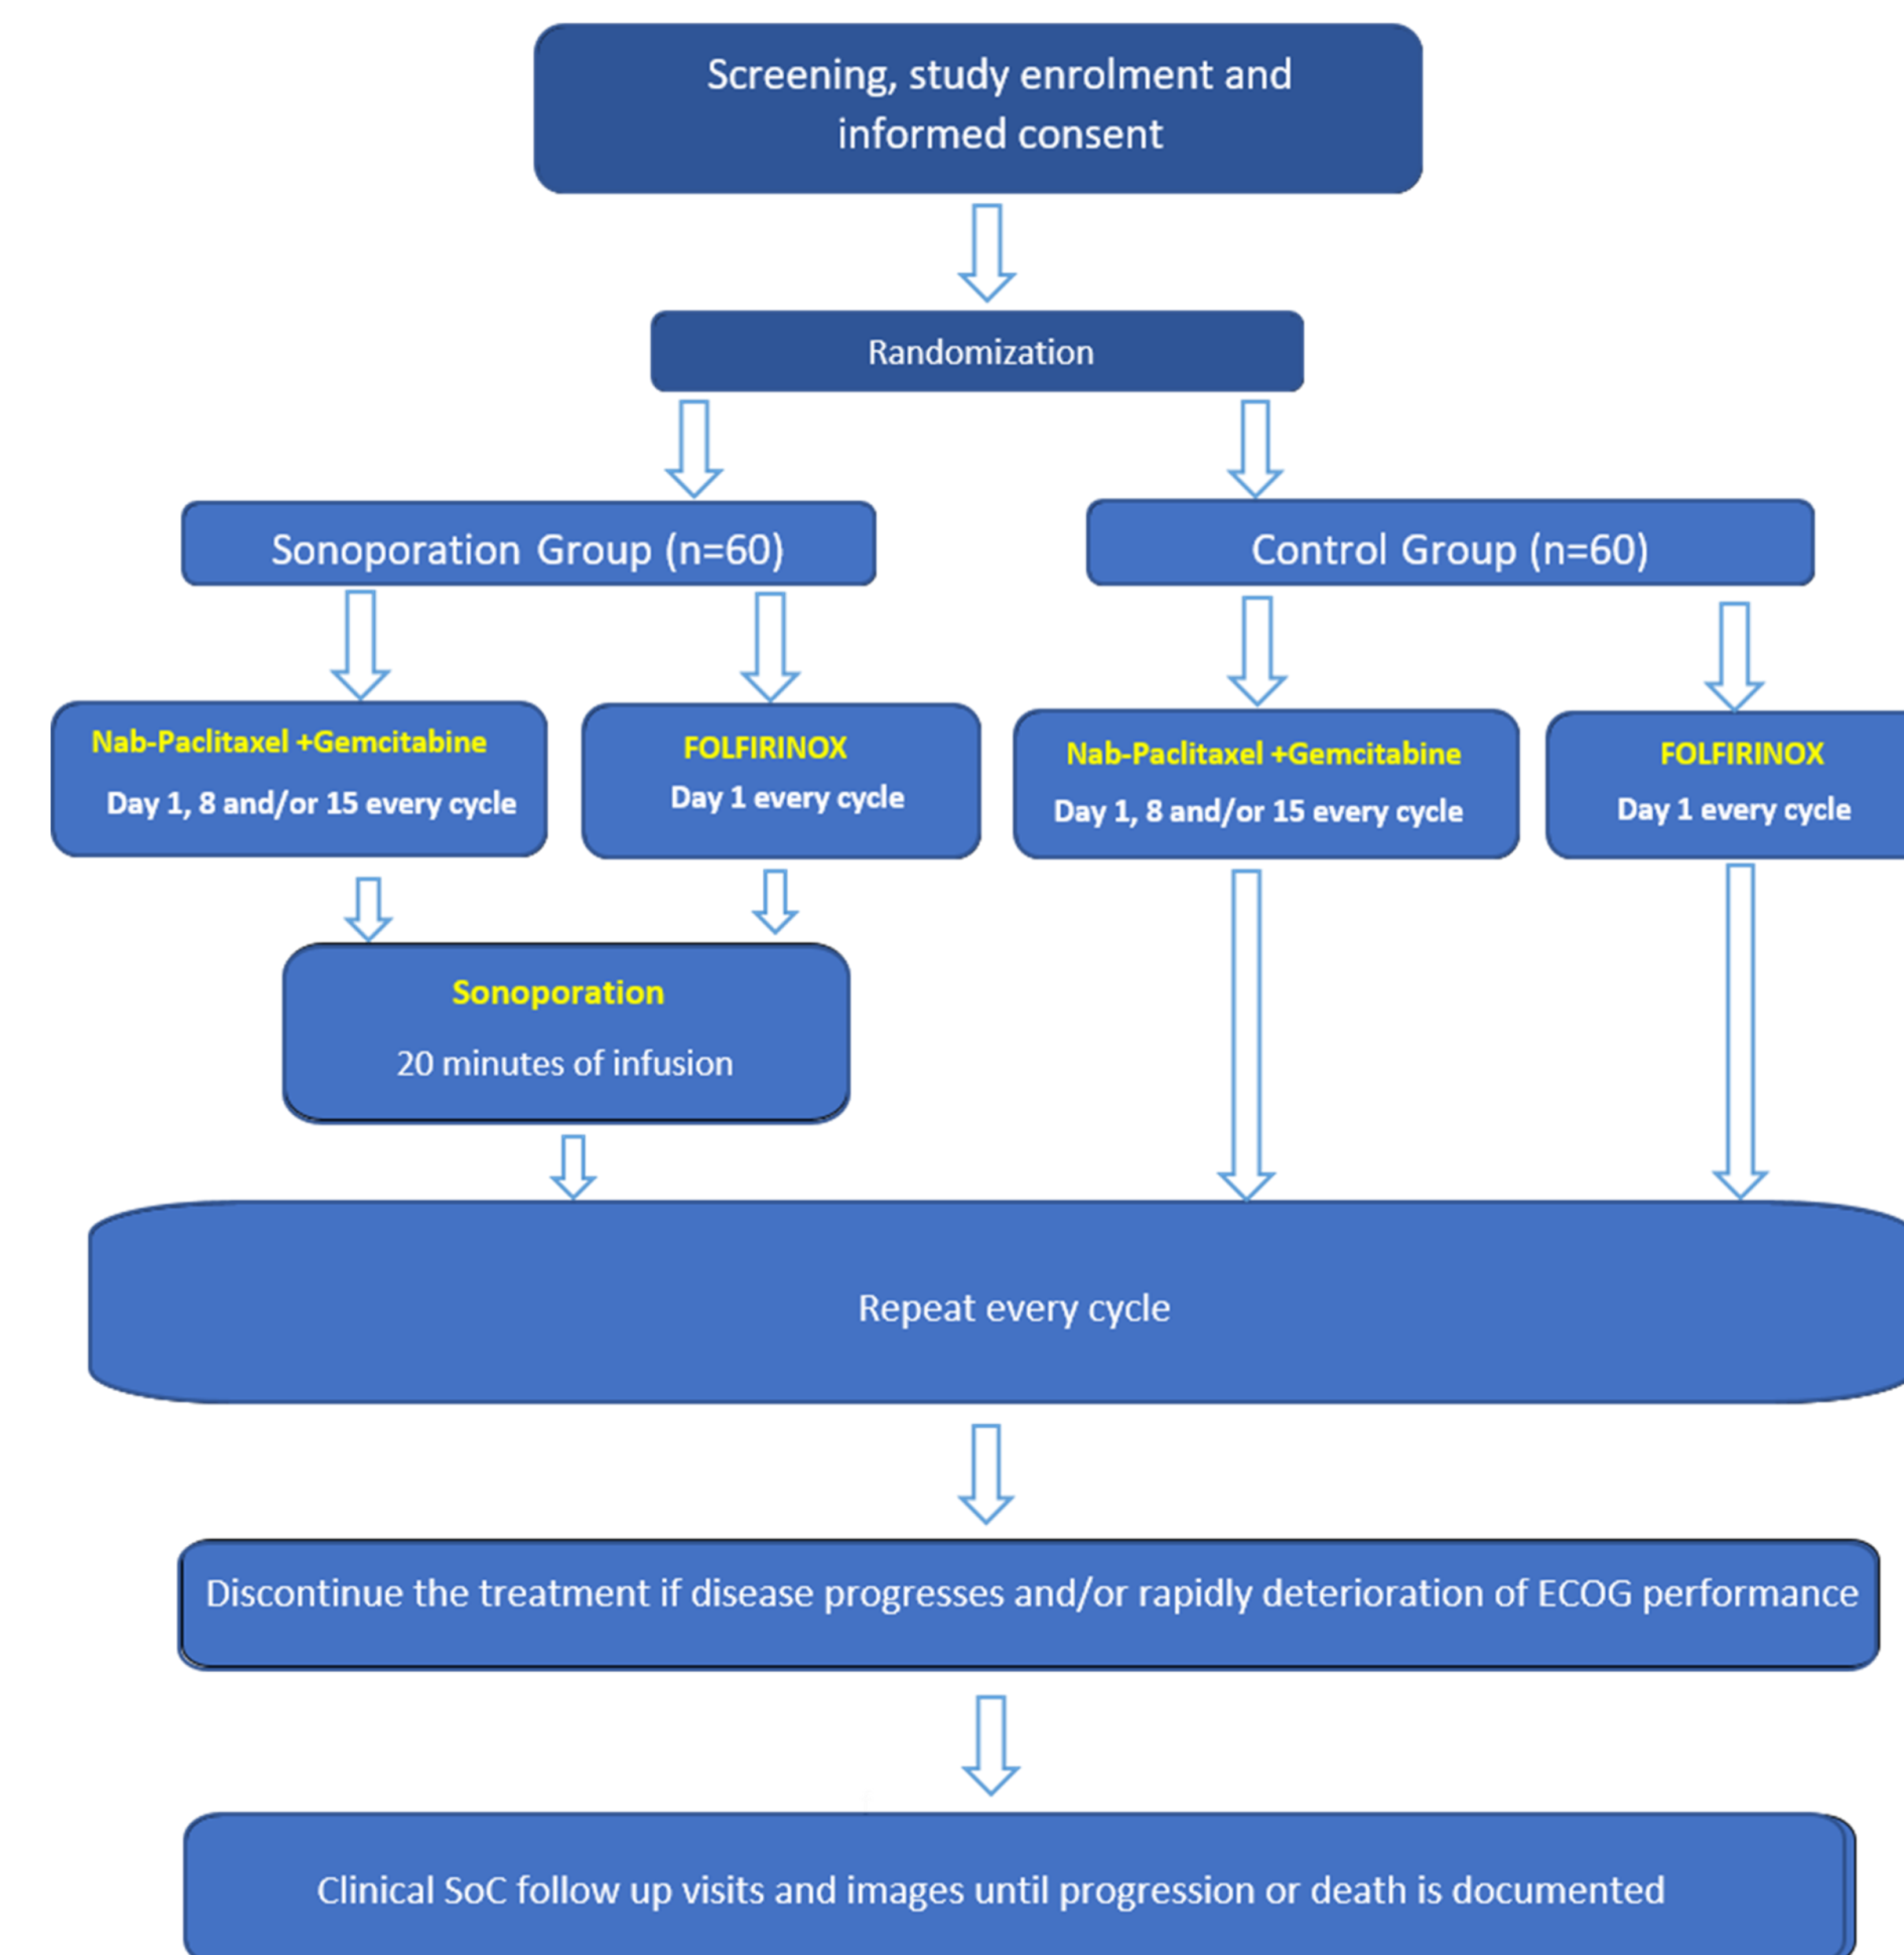 Screening, study enrolment and
informed consent
Randomization
Sonoporation Group (n=60)
Control Group (n=60)
Nab-Paclitaxel +Gemcitabine
Day 1, 8 and/or 15 every cycle
FOLFIRINOX
Day 1 every cycle
Nab-Paclitaxel +Gemcitabine
Day 1, 8 and/or 15 every cycle
FOLFIRINOX
Day 1 every cycle
Sonoporation
20 minutes of infusion
Repeat every cycle
Discontinue the treatment if disease progresses and/or rapidly deterioration of ECOG performance
Clinical SoC follow up visits and images until progression or death is documented